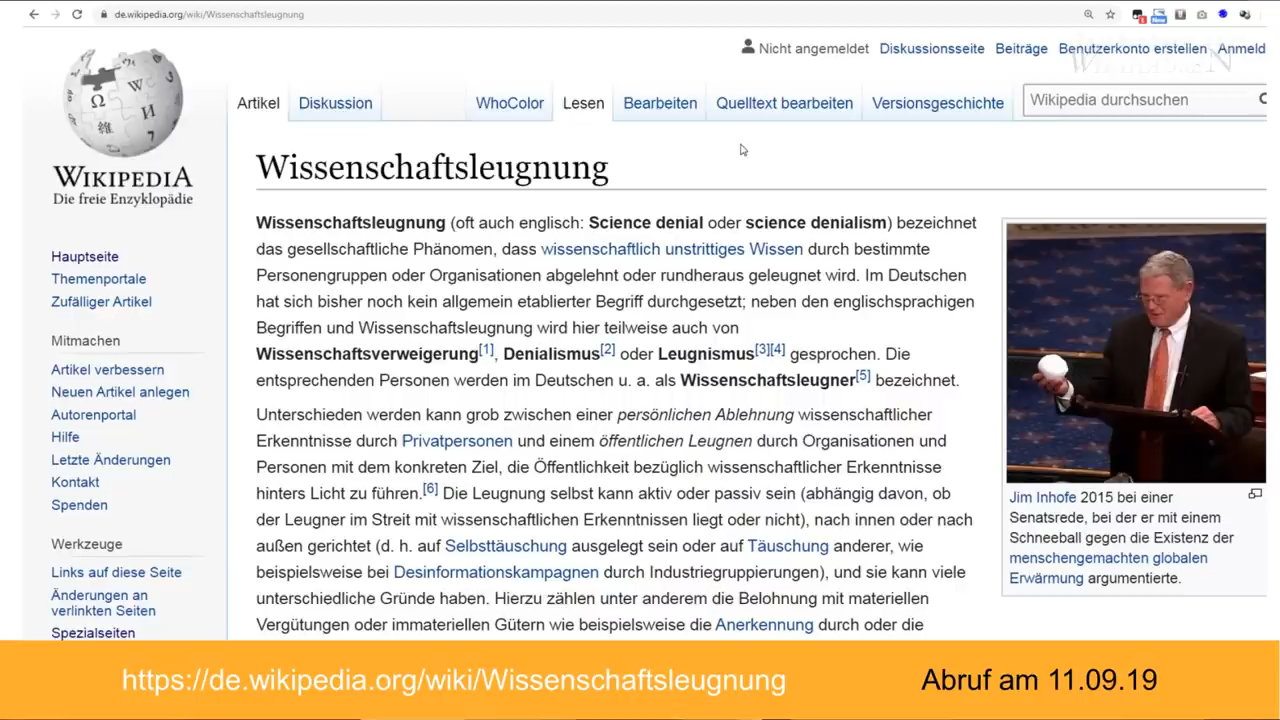 de.wikipedia.org/wiki/Wissenschaftsleugnung
Nicht angemeldet Diskussionsseite Beiträge Benutzerkonto erstellen Anmeld
Artikel Diskussion WhoColor Lesen Bearbeiten Quelltext bearbeiten Versionsgeschichte Wikipedia durchsuchen
WIKIPEDIA
Die freie Enzyklopädie
Hauptseite
Themenportale
Zufälliger Artikel
Mitmachen
Artikel verbessern
Neuen Artikel anlegen
Autorenportal
Hilfe
Letzte Änderungen
Kontakt
Spenden
Werkzeuge
Links auf diese Seite
Änderungen an
verlinkten Seiten
Spezialseiten
Wissenschaftsleugnung
Wissenschaftsleugnung (oft auch englisch: Science denial oder science denialism) bezeichnet
das gesellschaftliche Phänomen, dass wissenschaftlich unstrittiges Wissen durch bestimmte
Personengruppen oder Organisationen abgelehnt oder rundheraus geleugnet wird. Im Deutschen
hat sich bisher noch kein allgemein etablierter Begriff durchgesetzt; neben den englischsprachigen
Begriffen und Wissenschaftsleugnung wird hier teilweise auch von
Wissenschaftsverweigerung[1], Denialismus[2] oder Leugnismus[3][4] gesprochen. Die
entsprechenden Personen werden im Deutschen u. a. als Wissenschaftsleugner[5] bezeichnet.
Unterschieden werden kann grob zwischen einer persönlichen Ablehnung wissenschaftlicher
Erkenntnisse durch Privatpersonen und einem öffentlichen Leugnen durch Organisationen und
Personen mit dem konkreten Ziel, die Öffentlichkeit bezüglich wissenschaftlicher Erkenntnisse
hinters Licht zu führen.[6] Die Leugnung selbst kann aktiv oder passiv sein (abhängig davon, ob
der Leugner im Streit mit wissenschaftlichen Erkenntnissen liegt oder nicht), nach innen oder nach
außen gerichtet (d. h. auf Selbsttäuschung ausgelegt sein oder auf Täuschung anderer, wie
beispielsweise bei Desinformationskampagnen durch Industriegruppierungen), und sie kann viele
unterschiedliche Gründe haben. Hierzu zählen unter anderem die Belohnung mit materiellen
Vergütungen oder immateriellen Gütern wie beispielsweise die Anerkennung durch oder die
Jim Inhofe 2015 bei einer
Senatsrede, bei der er mit einem
Schneeball gegen die Existenz der
menschengemachten globalen
Erwärmung argumentierte.
https://de.wikipedia.org/wiki/Wissenschaftsleugnung Abruf am 11.09.19